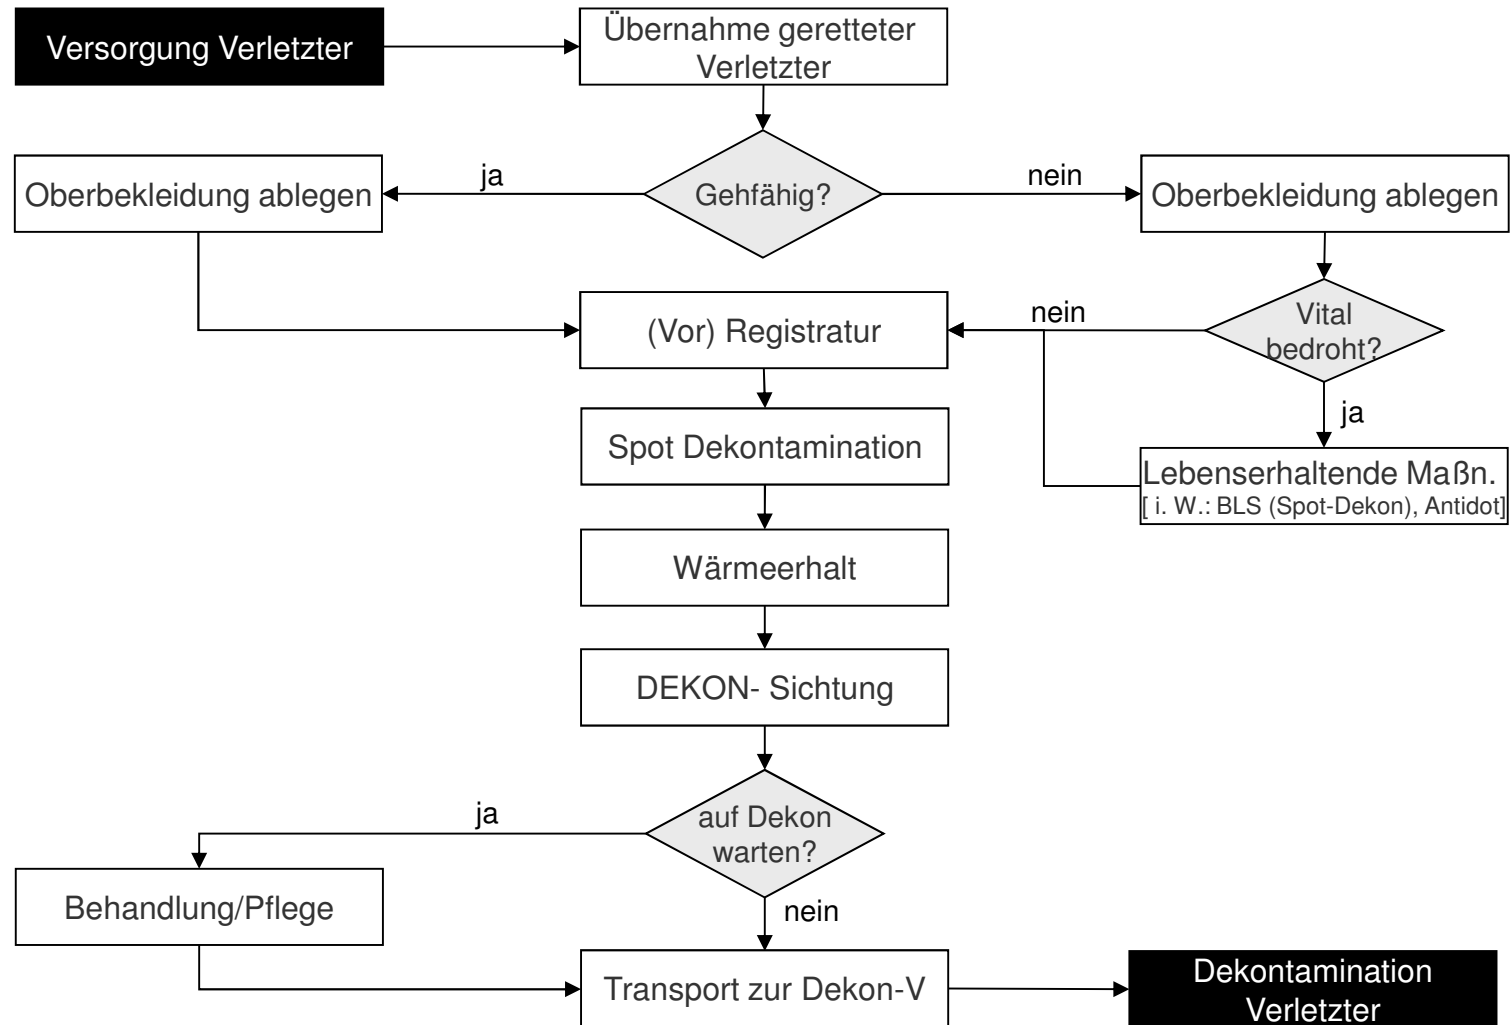 Versorgung Verletzter
Übernahme geretteter
Verletzter
Oberbekleidung ablegen
ja
Gehfähig?
nein
Oberbekleidung ablegen
(Vor) Registratur
nein
Vital
bedroht?
ja
Spot Dekontamination
Lebenserhaltende Maßn.
[ i. W.: BLS (Spot-Dekon), Antidot]
Wärmeerhalt
DEKON- Sichtung
ja
auf Dekon
warten?
Behandlung/Pflege
nein
Transport zur Dekon-V
Dekontamination
Verletzter